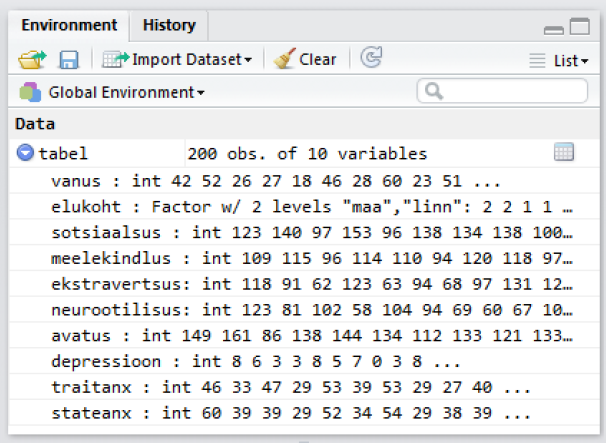 Environment History
Import Dataset Clear List
Global Environment
Data
tabel 200 obs. of 10 variables
vanus : int 42 52 26 27 18 46 28 60 23 51 ...
elukoht : Factor w/ 2 levels "maa","linn": 2 2 1 1 …
sotsiaalsus : int 123 140 97 153 96 138 134 138 100…
meelekindlus : int 109 115 96 114 110 94 120 118 97…
ekstravertsus: int 118 91 62 123 63 94 68 97 131 12…
neurootilisus: int 123 81 102 58 104 94 69 60 67 10…
avatus : int 149 161 86 138 144 134 112 133 121 133…
depressioon : int 8 6 3 3 8 5 7 0 3 8 ...
traitanx : int 46 33 47 29 53 39 53 29 27 40 ...
stateanx : int 60 39 39 29 52 34 54 29 38 39 ...